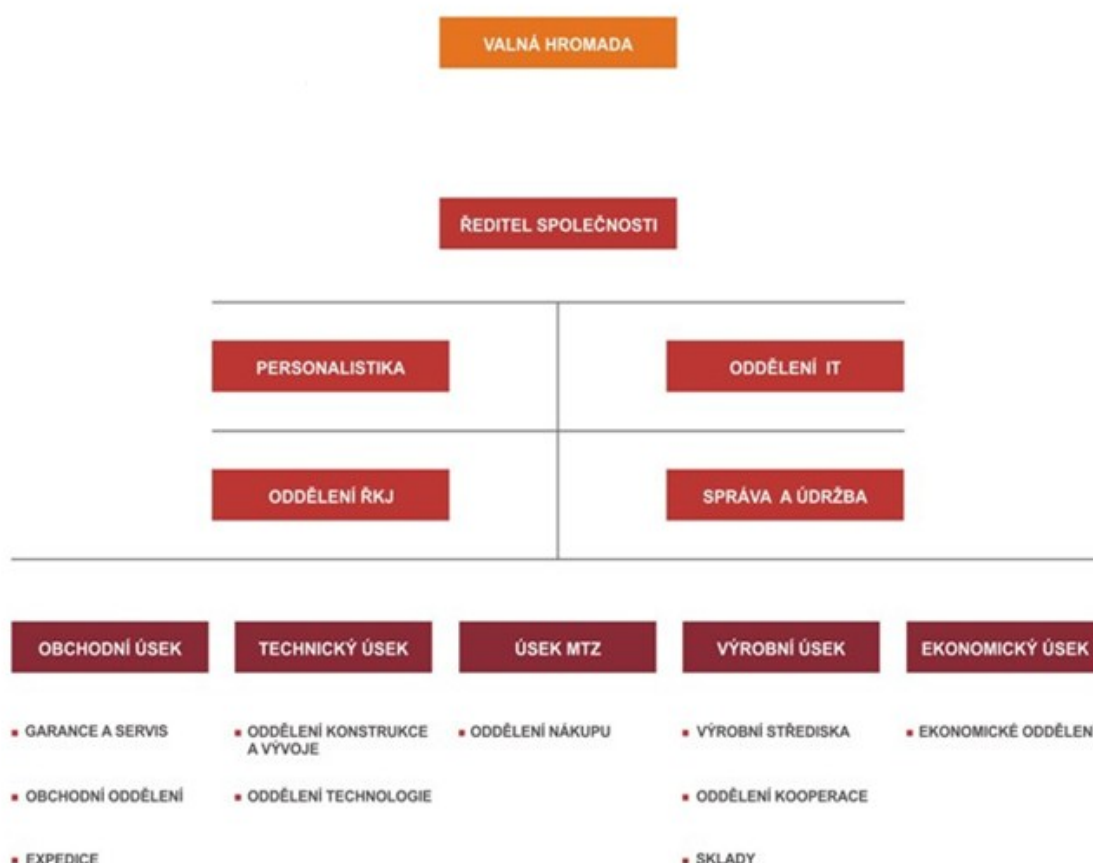 VALNÁ HROMADA
ŘEDITEL SPOLEČNOSTI
PERSONALISTIKA
ODDĚLENÍ IT
ODDĚLENÍ ŘKJ
SPRÁVA A ÚDRŽBA
OBCHODNÍ ÚSEK
TECHNICKÝ ÚSEK
ÚSEK MTZ
VÝROBNÍ ÚSEK
EKONOMICKÝ ÚSEK
▪ GARANCE A SERVIS
▪ OBCHODNÍ ODDĚLENÍ
▪ EXPEDICE
▪ ODDĚLENÍ KONSTRUKCE
A VÝVOJE
▪ ODDĚLENÍ TECHNOLOGIE
▪ ODDĚLENÍ NÁKUPU
▪ VÝROBNÍ STŘEDISKA
▪ ODDĚLENÍ KOOPERACE
▪ SKLADY
▪ EKONOMICKÉ ODDĚLEN